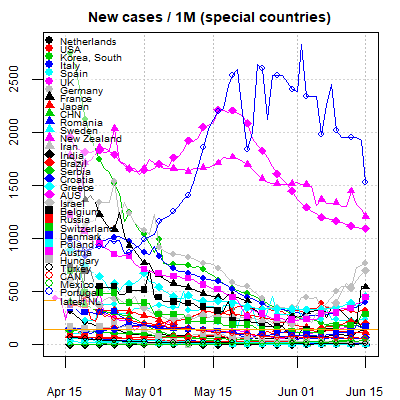 New cases / 1M (special countries)
2500
2000
1500
1000
500
0
Netherlands
USA
Korea, South
Italy
Spain
UK
Germany
France
Japan
CHN
Romania
Sweden
New Zealand
Iran
India
Brazil
Serbia
Croatia
Greece
AUS
Israel
Belgium
Russia
Switzerland
Denmark
Poland
Austria
Hungary
Turkey
CAN
Mexico
Portugal
latest NL
Apr 15
May 01
May 15
Jun 01
Jun 15